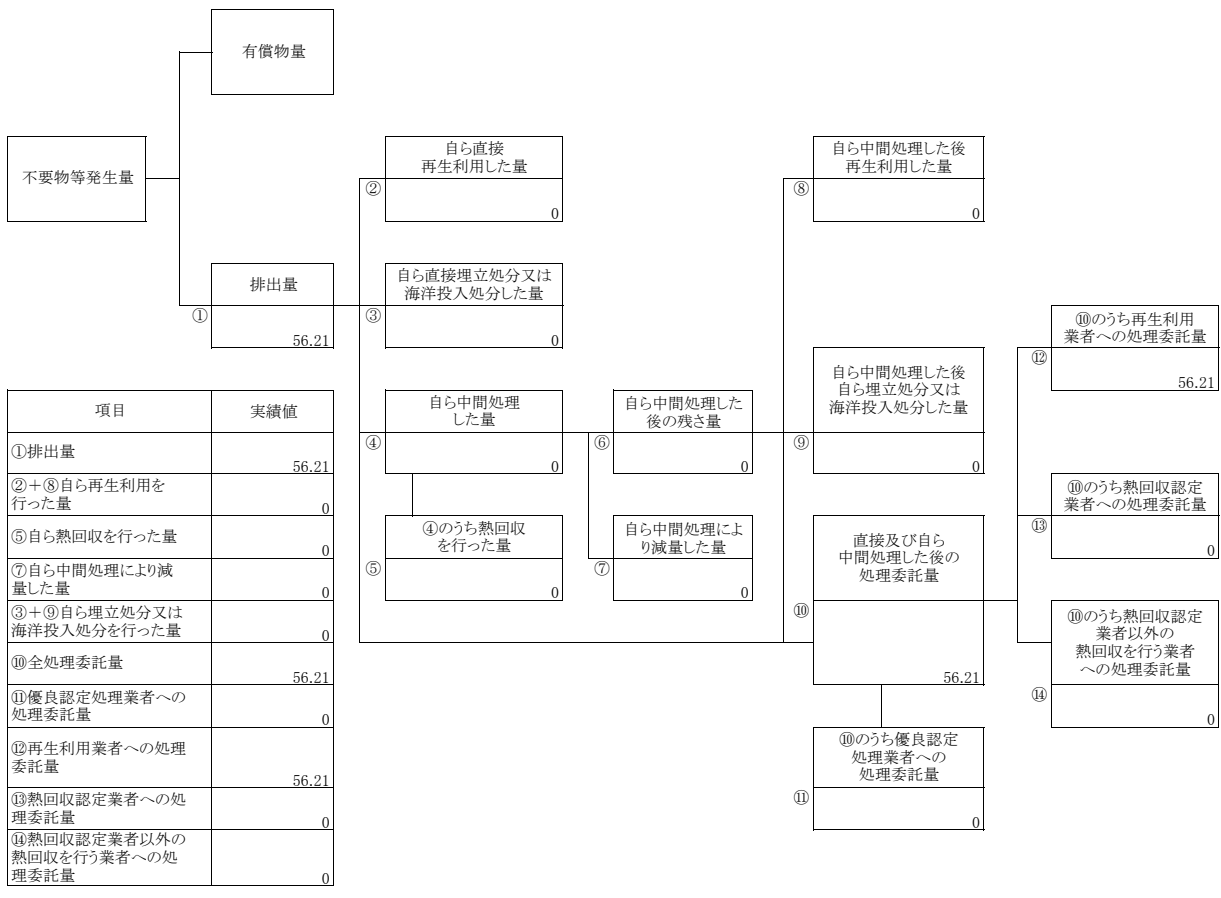 有償物量
不要物等発生量
排出量
①
56.21
自ら直接
再生利用した量
②
0
自ら直接埋立処分又は
海洋投入処分した量
③
0
自ら中間処理
した量
④
0
④のうち熱回収
を行った量
⑤
0
自ら中間処理した
後の残さ量
⑥
0
自ら中間処理によ
り減量した量
⑦
0
自ら中間処理した後
再生利用した量
⑧
0
自ら中間処理した後
自ら埋立処分又は
海洋投入処分した量
⑨
0
直接及び自ら
中間処理した後の
処理委託量
⑩
56.21
⑩のうち優良認定
処理業者への
処理委託量
⑪
0
⑩のうち再生利用
業者への処理委託量
⑫
56.21
⑩のうち熱回収認定
業者への処理委託量
⑬
0
⑩のうち熱回収認定
業者以外の
熱回収を行う業者
への処理委託量
⑭
0
項目 実績値
①排出量
56.21
②+⑧自ら再生利用を
行った量
0
⑤自ら熱回収を行った量
0
⑦自ら中間処理により減
量した量
0
③+⑨自ら埋立処分又は
海洋投入処分を行った量
0
⑩全処理委託量
56.21
⑪優良認定処理業者への
処理委託量
0
⑫再生利用業者への処理
委託量
56.21
⑬熱回収認定業者への処
理委託量
0
⑭熱回収認定業者以外の
熱回収を行う業者への処
理委託量
0